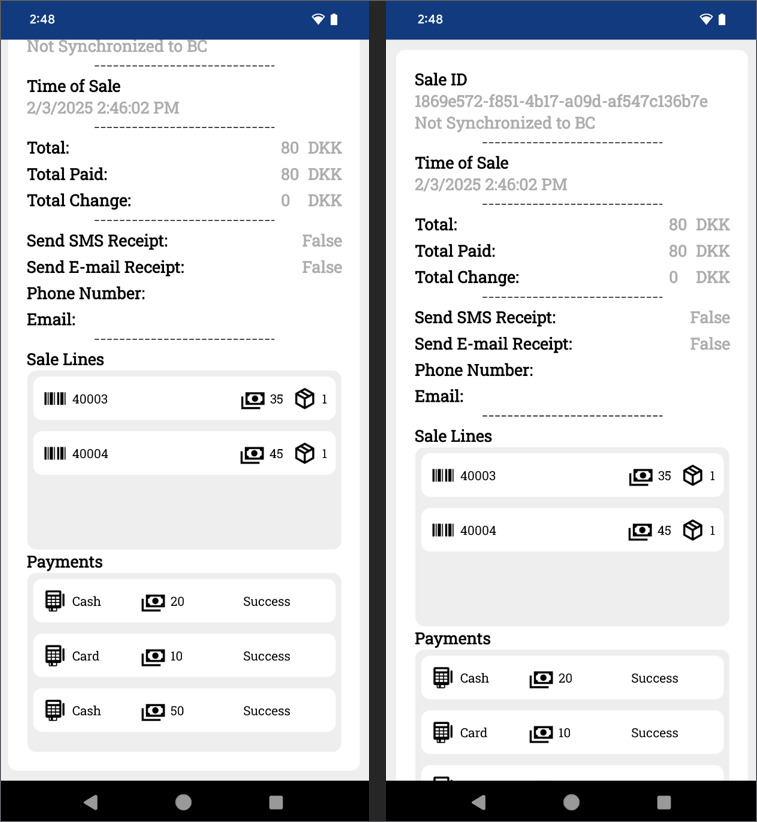 2:48
Not Synchronized to BC
----------------------------
Time of Sale
2/3/2025 2:46:02 PM
----------------------------
Total: 80 DKK
Total Paid: 80 DKK
Total Change: 0 DKK
----------------------------
Send SMS Receipt: False
Send E-mail Receipt: False
Phone Number:
Email:
----------------------------
Sale Lines
40003 35 1
40004 45 1
Payments
Cash 20 Success
Card 10 Success
Cash 50 Success
2:48
Sale ID
1869e572-f851-4b17-a09d-af547c136b7e
Not Synchronized to BC
----------------------------
Time of Sale
2/3/2025 2:46:02 PM
----------------------------
Total: 80 DKK
Total Paid: 80 DKK
Total Change: 0 DKK
----------------------------
Send SMS Receipt: False
Send E-mail Receipt: False
Phone Number:
Email:
----------------------------
Sale Lines
40003 35 1
40004 45 1
Payments
Cash 20 Success
Card 10 Success